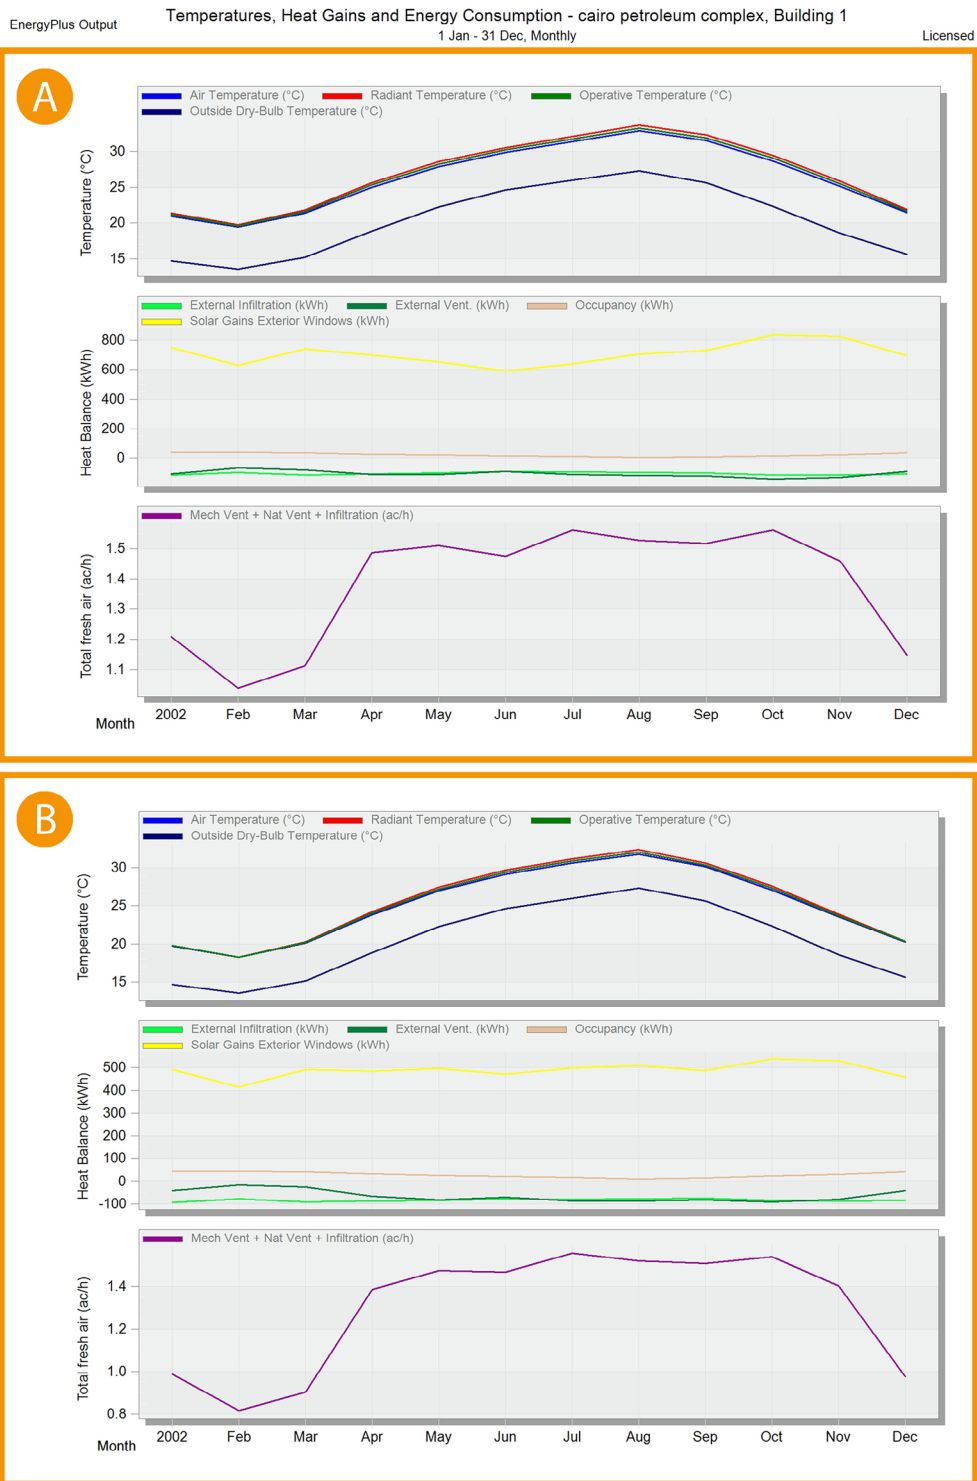 EnergyPlus Output
Temperatures, Heat Gains and Energy Consumption - cairo petroleum complex, Building 1
1 Jan - 31 Dec, Monthly
Licensed
A
Air Temperature (°C) Radiant Temperature (°C) Operative Temperature (°C)
Outside Dry-Bulb Temperature (°C)
Temperature (°C)
30
25
20
15
External Infiltration (kWh) External Vent. (kWh) Occupancy (kWh)
Solar Gains Exterior Windows (kWh)
Heat Balance (kWh)
800
600
400
200
0
Mech Vent + Nat Vent + Infiltration (ac/h)
Total fresh air (ac/h)
1.5
1.4
1.3
1.2
1.1
Month
2002 Feb Mar Apr May Jun Jul Aug Sep Oct Nov Dec
B
Air Temperature (°C) Radiant Temperature (°C) Operative Temperature (°C)
Outside Dry-Bulb Temperature (°C)
Temperature (°C)
30
25
20
15
External Infiltration (kWh) External Vent. (kWh) Occupancy (kWh)
Solar Gains Exterior Windows (kWh)
Heat Balance (kWh)
500
400
300
200
100
0
-100
Mech Vent + Nat Vent + Infiltration (ac/h)
Total fresh air (ac/h)
1.4
1.2
1.0
0.8
Month
2002 Feb Mar Apr May Jun Jul Aug Sep Oct Nov Dec